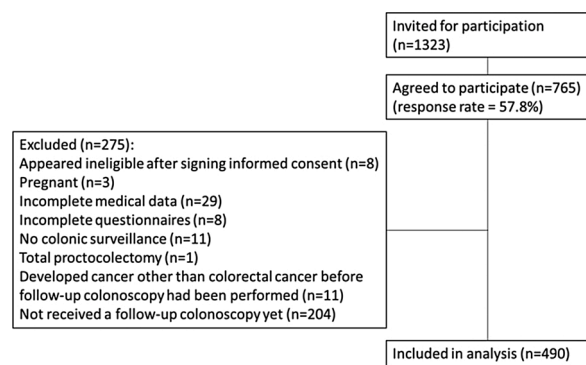 Invited for participation
(n=1323)
Agreed to participate (n=765)
(response rate = 57.8%)
Excluded (n=275):
Appeared ineligible after signing informed consent (n=8)
Pregnant (n=3)
Incomplete medical data (n=29)
Incomplete questionnaires (n=8)
No colonic surveillance (n=11)
Total proctocolectomy (n=1)
Developed cancer other than colorectal cancer before
follow-up colonoscopy had been performed (n=11)
Not received a follow-up colonoscopy yet (n=204)
Included in analysis (n=490)